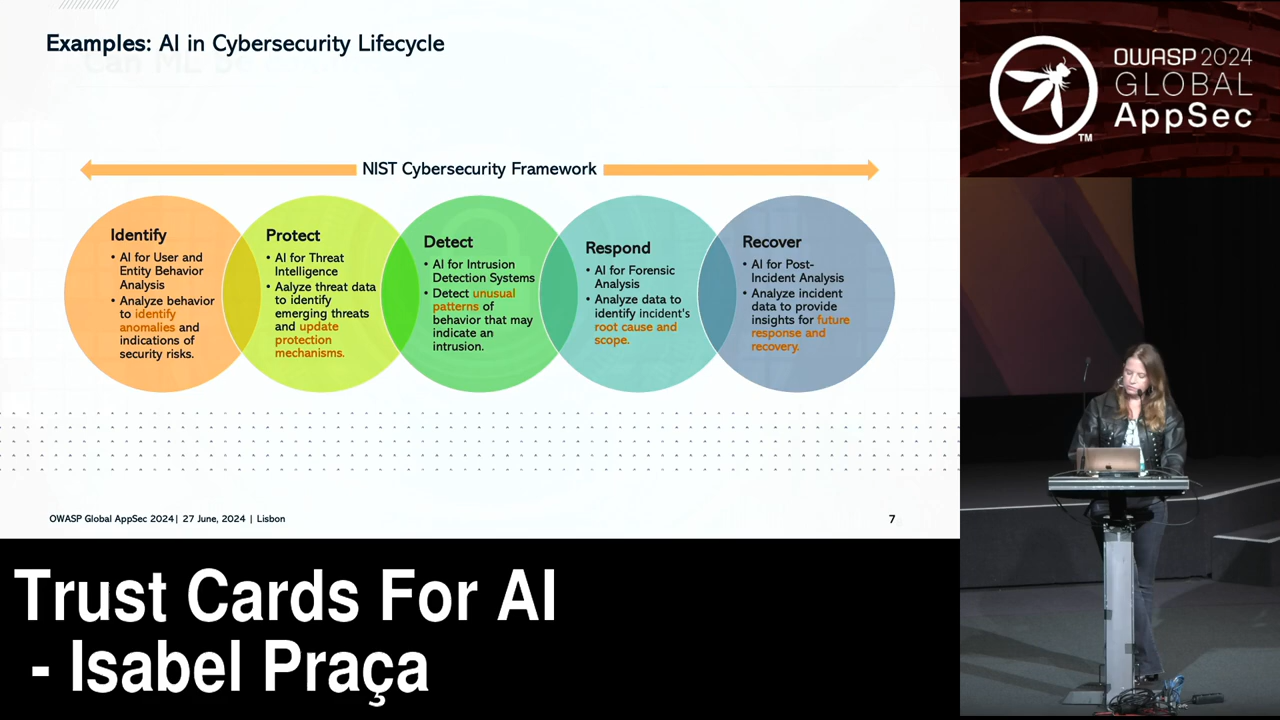 Examples: AI in Cybersecurity Lifecycle
NIST Cybersecurity Framework
Identify
• AI for User and
Entity Behavior
Analysis
• Analyze behavior
to identify
anomalies and
indications of
security risks.
Protect
• AI for Threat
Intelligence
• Aalyze threat data
to identify
emerging threats
and update
protection
mechanisms.
Detect
• AI for Intrusion
Detection Systems
• Detect unusual
patterns of
behavior that may
indicate an
intrusion.
Respond
• AI for Forensic
Analysis
• Analyze data to
identify incident's
root cause and
scope.
Recover
• AI for Post-
Incident Analysis
• Analyze incident
data to provide
insights for future
response and
recovery.
OWASP Global AppSec 2024| 27 June, 2024 | Lisbon
7
OWASP 2024
GLOBAL
AppSec
TM
Trust Cards For AI
- Isabel Praça